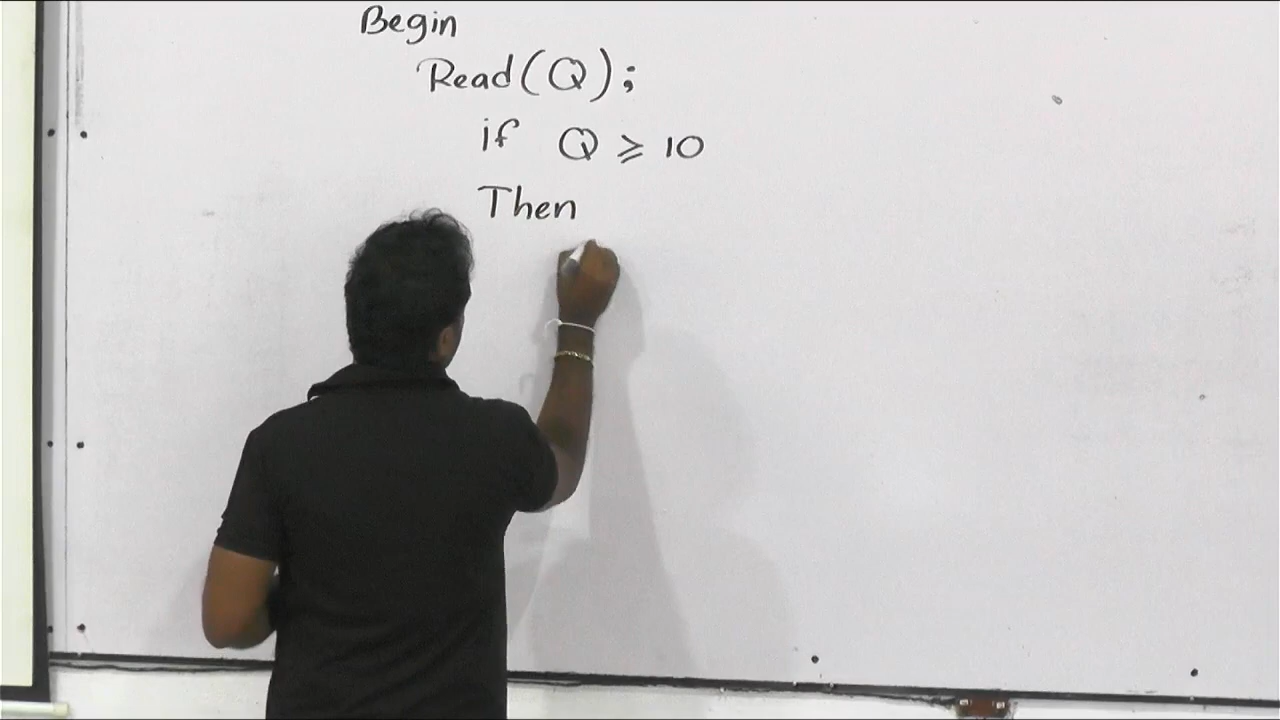 Begin
Read(Q);
if Q ⩾ 10
Then